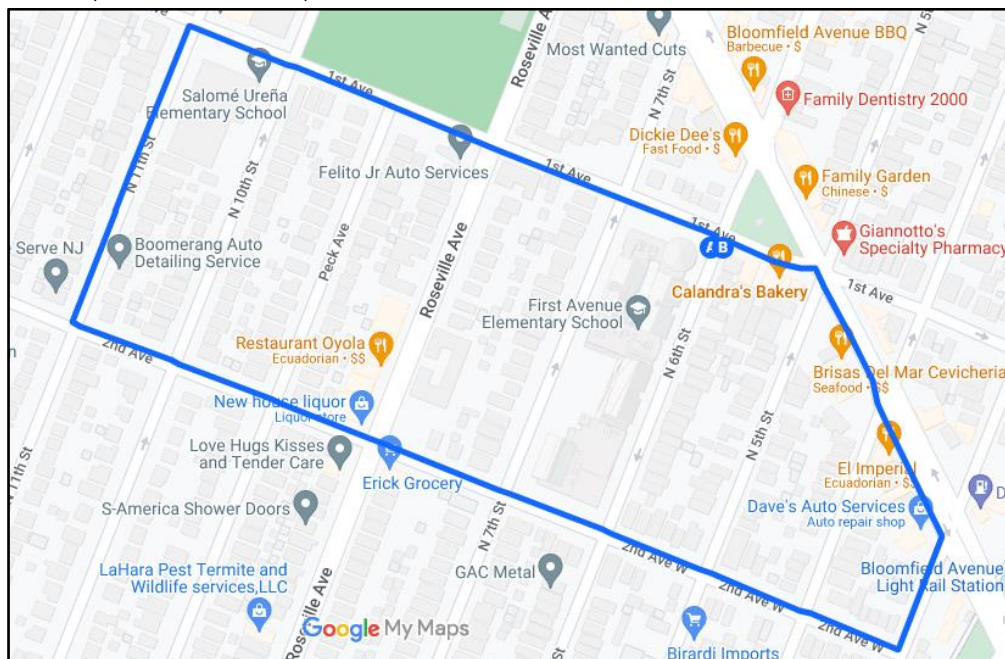 N 5th
Bloomfield Avenue BBQ
Barbecue • $
Most Wanted Cuts
Roseville Ave
N 7th St
Family Dentistry 2000
Salomé Ureña
Elementary School
1st Ave
Dickie Dee's
Fast Food • $
Felito Jr Auto Services
1st Ave
Family Garden
Chinese • $
N 11th St
N 10th St
1st Ave
Giannotto's
Specialty Pharmacy
Serve NJ
Boomerang Auto
Detailing Service
Peck Ave
A B
Calandra's Bakery
1st Ave
Roseville Ave
First Avenue
Elementary School
2nd Ave
Restaurant Oyola
Ecuadorian • $$
N 6th St
Brisas Del Mar Cevicheria
Seafood • $$
New house liquor
Liquor store
N 5th St
Love Hugs Kisses
and Tender Care
El Imperial
Ecuadorian • $$
Erick Grocery
N 11th St
S-America Shower Doors
Dave's Auto Services
Auto repair shop
D
N 7th St
2nd Ave W
LaHara Pest Termite and
Wildlife services,LLC
GAC Metal
Bloomfield Avenue
Light Rail Station
2nd Ave W
Roseville Ave
2nd Ave W
Google My Maps
Birardi Imports